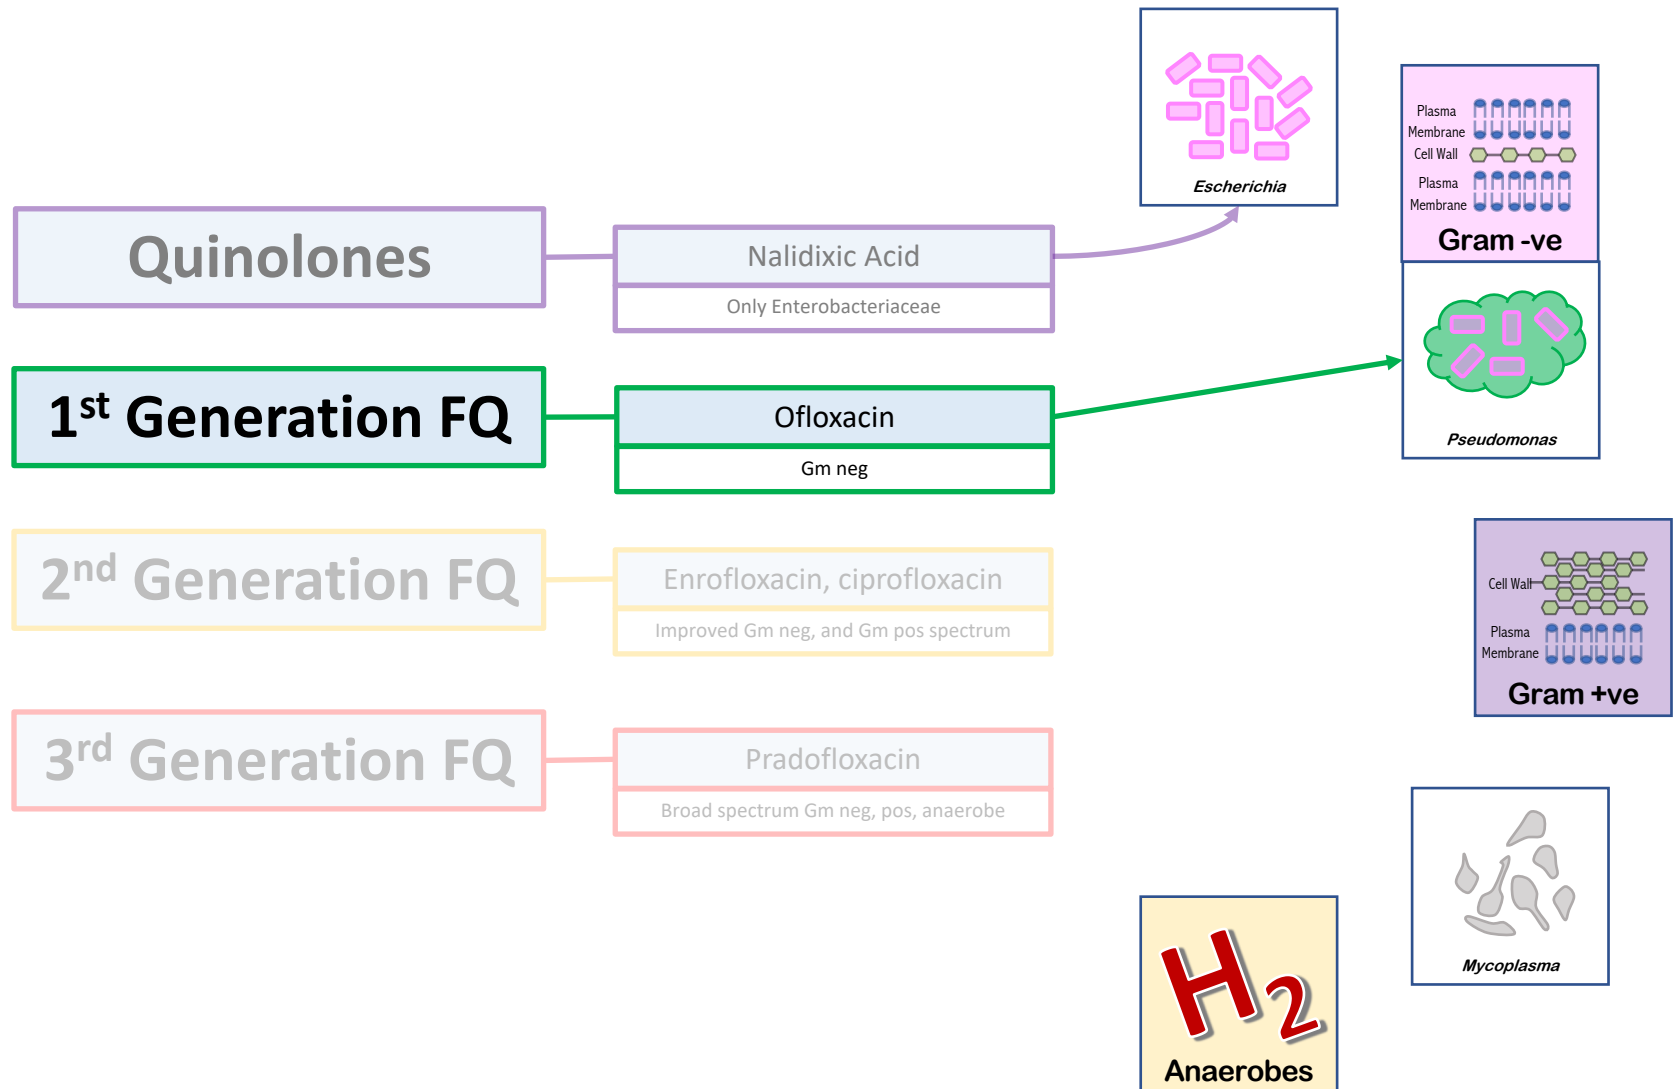 Escherichia
Plasma
Membrane
Cell Wall
Plasma
Membrane
Gram -ve
Quinolones
Nalidixic Acid
Only Enterobacteriaceae
1st Generation FQ
Ofloxacin
Gm neg
Pseudomonas
2nd Generation FQ
Enrofloxacin, ciprofloxacin
Improved Gm neg, and Gm pos spectrum
Cell Wall
Plasma
Membrane
Gram +ve
3rd Generation FQ
Pradofloxacin
Broad spectrum Gm neg, pos, anaerobe
Mycoplasma
H2
Anaerobes